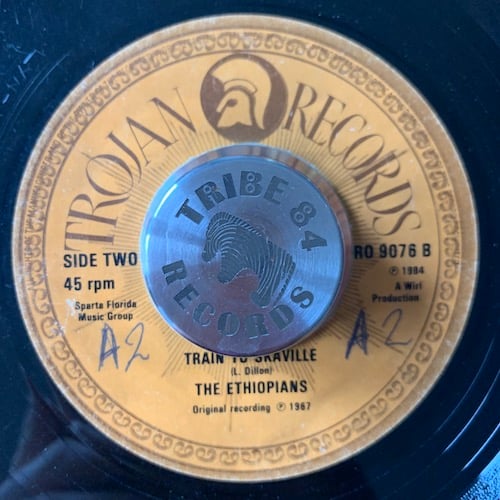 TROJAN RECORDS
TRIBE 84
RECORDS
SIDE TWO
45 rpm
Sparta Florida
Music Group
RO 9076 B
℗ 1984
A Wirl
Production
A2
A2
TRAIN TO SKAVILLE
(L. Dillon)
THE ETHIOPIANS
Original recording ℗ 1967